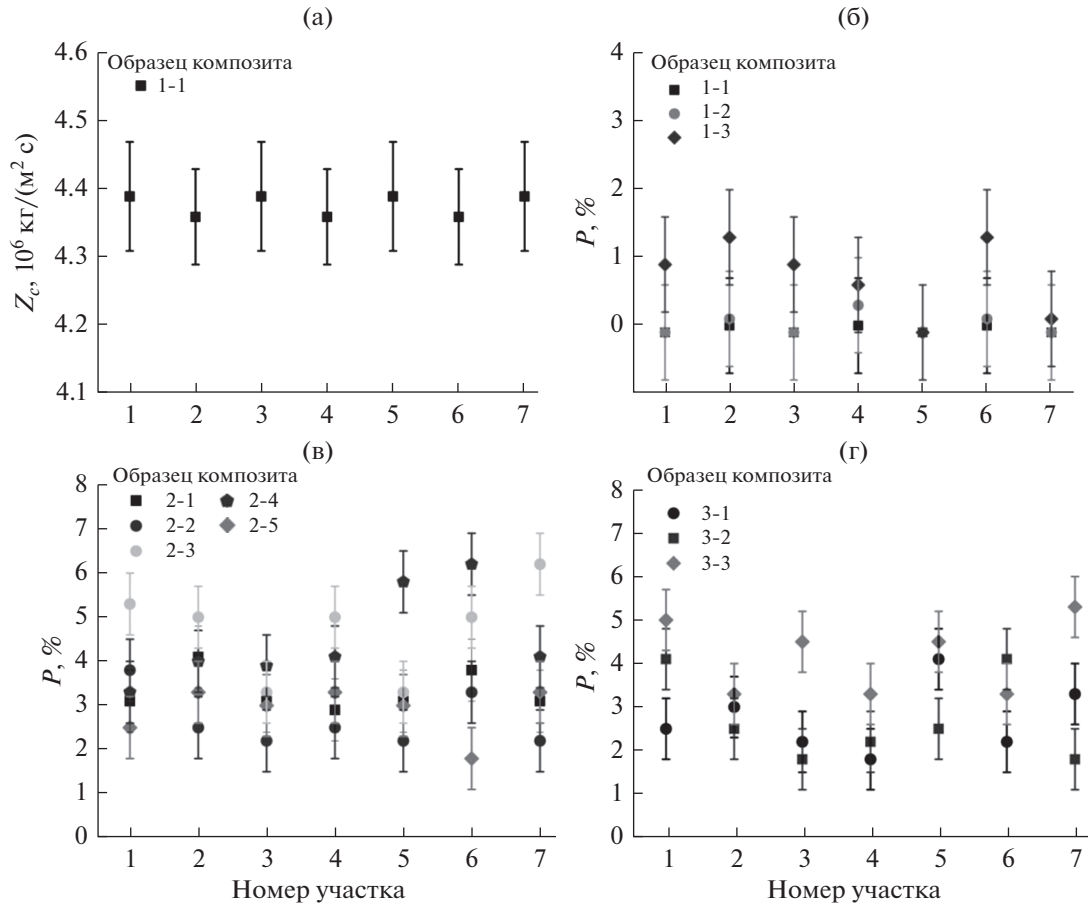 (а)
4.6
4.5
4.4
4.3
4.2
4.1
Z_c, 10⁶ кг/(м² с)
Образец композита
1-1
1 2 3 4 5 6 7
(б)
4
3
2
1
0
P, %
Образец композита
1-1
1-2
1-3
1 2 3 4 5 6 7
(в)
8
7
6
5
4
3
2
1
0
P, %
Образец композита
2-1 2-4
2-2 2-5
2-3
1 2 3 4 5 6 7
Номер участка
(г)
8
7
6
5
4
3
2
1
0
P, %
Образец композита
3-1
3-2
3-3
1 2 3 4 5 6 7
Номер участка